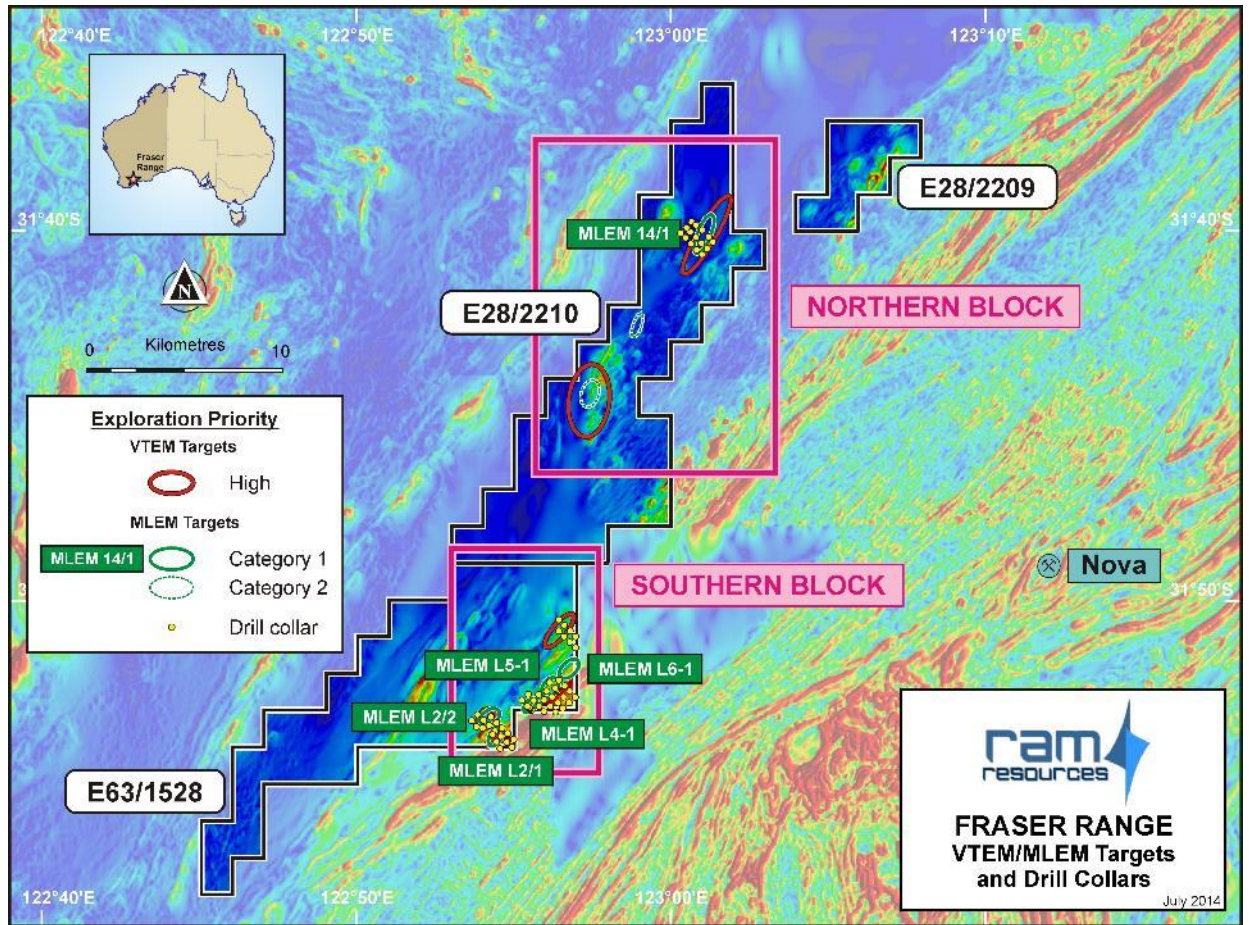 122°40'E
122°50'E
123°00'E
123°10'E
Fraser
Range
31°40'S
31°40'S
E28/2209
MLEM 14/1
N
E28/2210
NORTHERN BLOCK
0
Kilometres
10
Exploration Priority
VTEM Targets
High
MLEM Targets
MLEM 14/1
Category 1
Category 2
Drill collar
Nova
SOUTHERN BLOCK
31°50'S
MLEM L5-1
MLEM L6-1
MLEM L2/2
MLEM L4-1
MLEM L2/1
E63/1528
ram
resources
FRASER RANGE
VTEM/MLEM Targets
and Drill Collars
July 2014
122°40'E
122°50'E
123°00'E
123°10'E